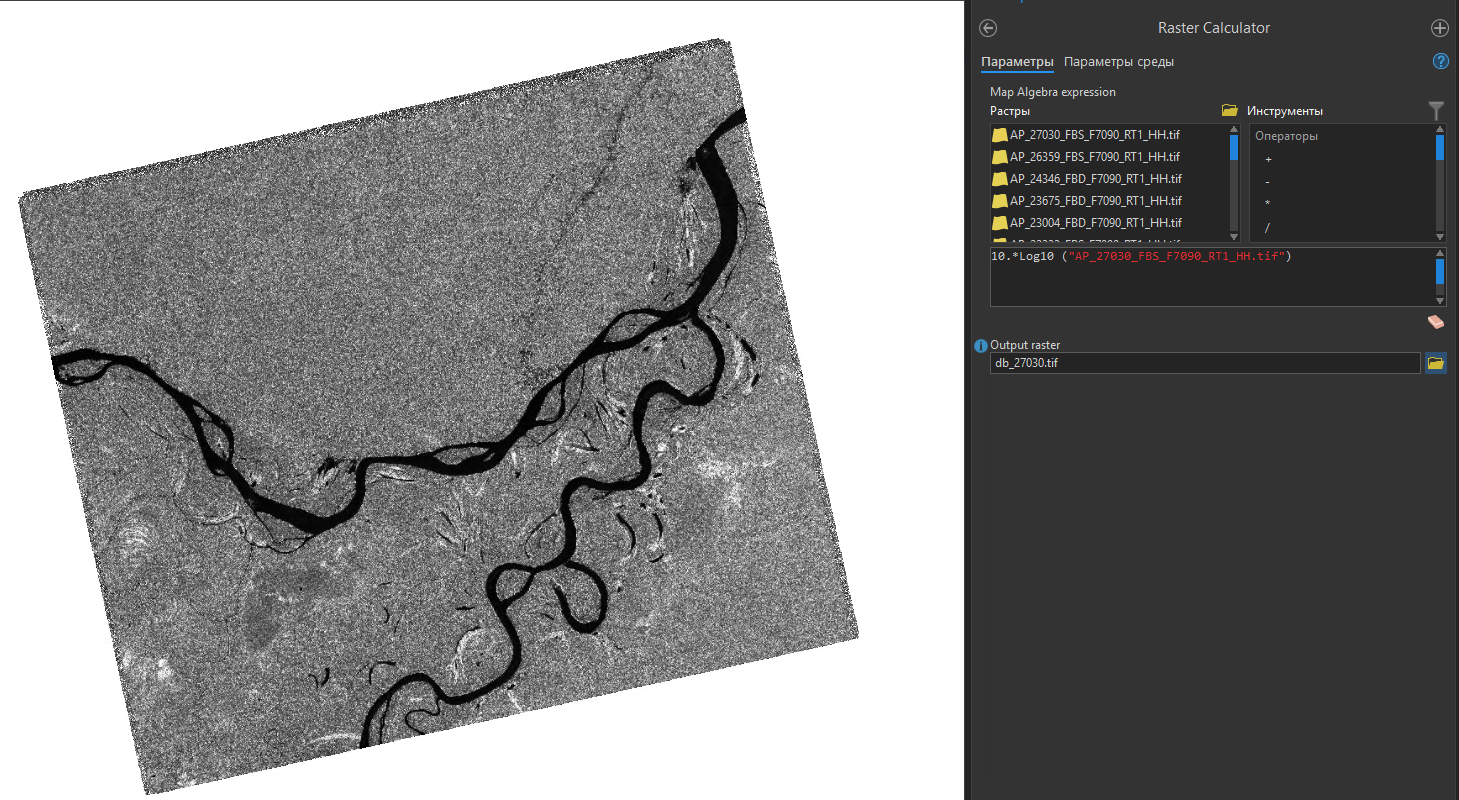 Raster Calculator
Параметры Параметры среды
Map Algebra expression
Растры Инструменты
AP_27030_FBS_F7090_RT1_HH.tif Операторы
AP_26359_FBS_F7090_RT1_HH.tif +
AP_24346_FBD_F7090_RT1_HH.tif -
AP_23675_FBD_F7090_RT1_HH.tif *
AP_23004_FBD_F7090_RT1_HH.tif /
10.*Log10 ("AP_27030_FBS_F7090_RT1_HH.tif")
Output raster
db_27030.tif